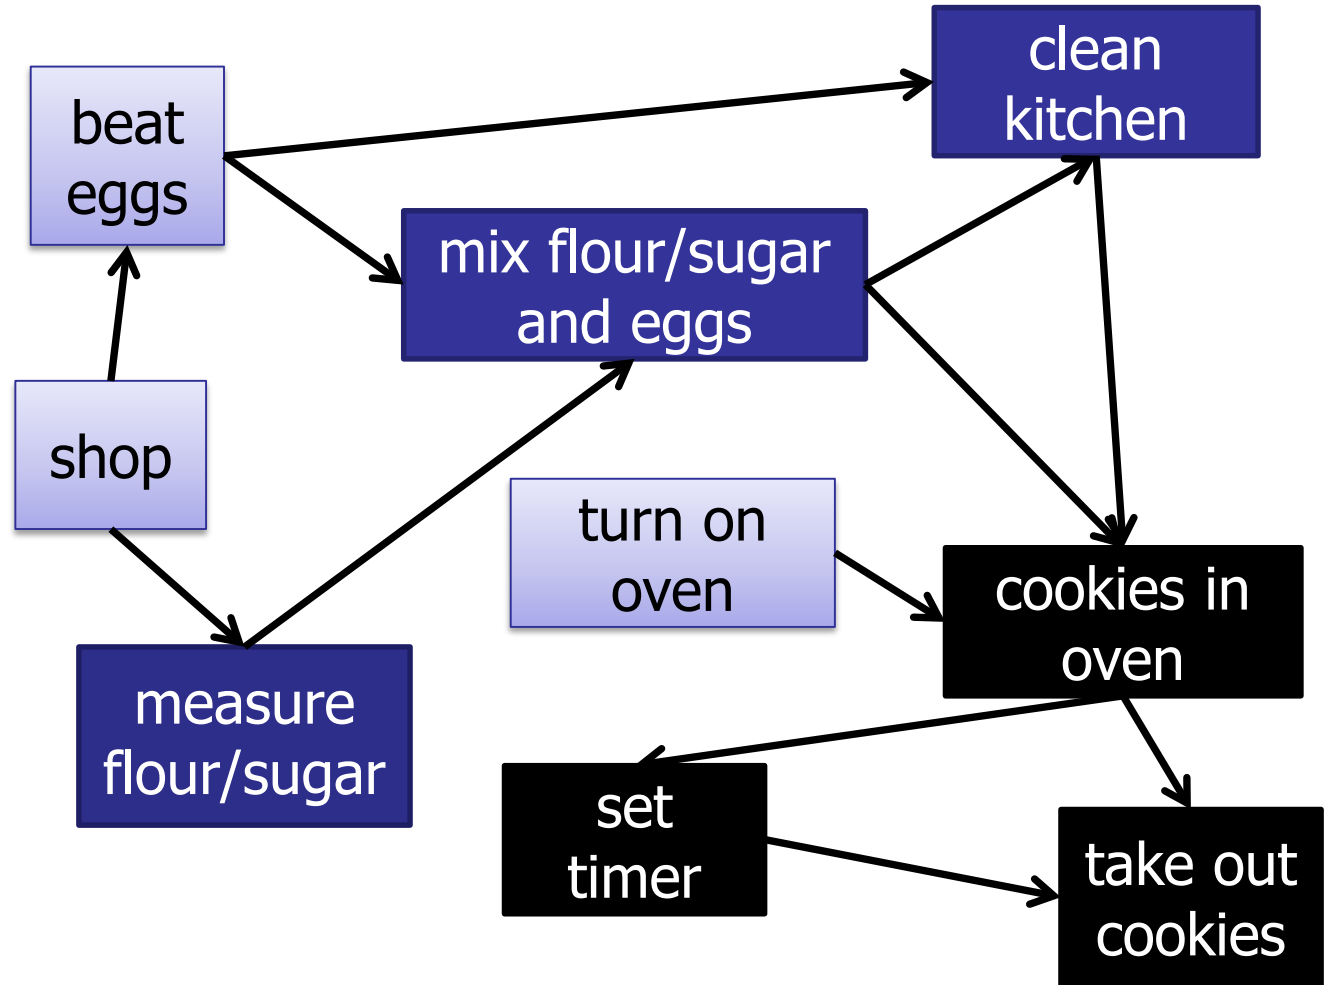 clean
kitchen
beat
eggs
mix flour/sugar
and eggs
shop
turn on
oven
cookies in
oven
measure
flour/sugar
set
timer
take out
cookies